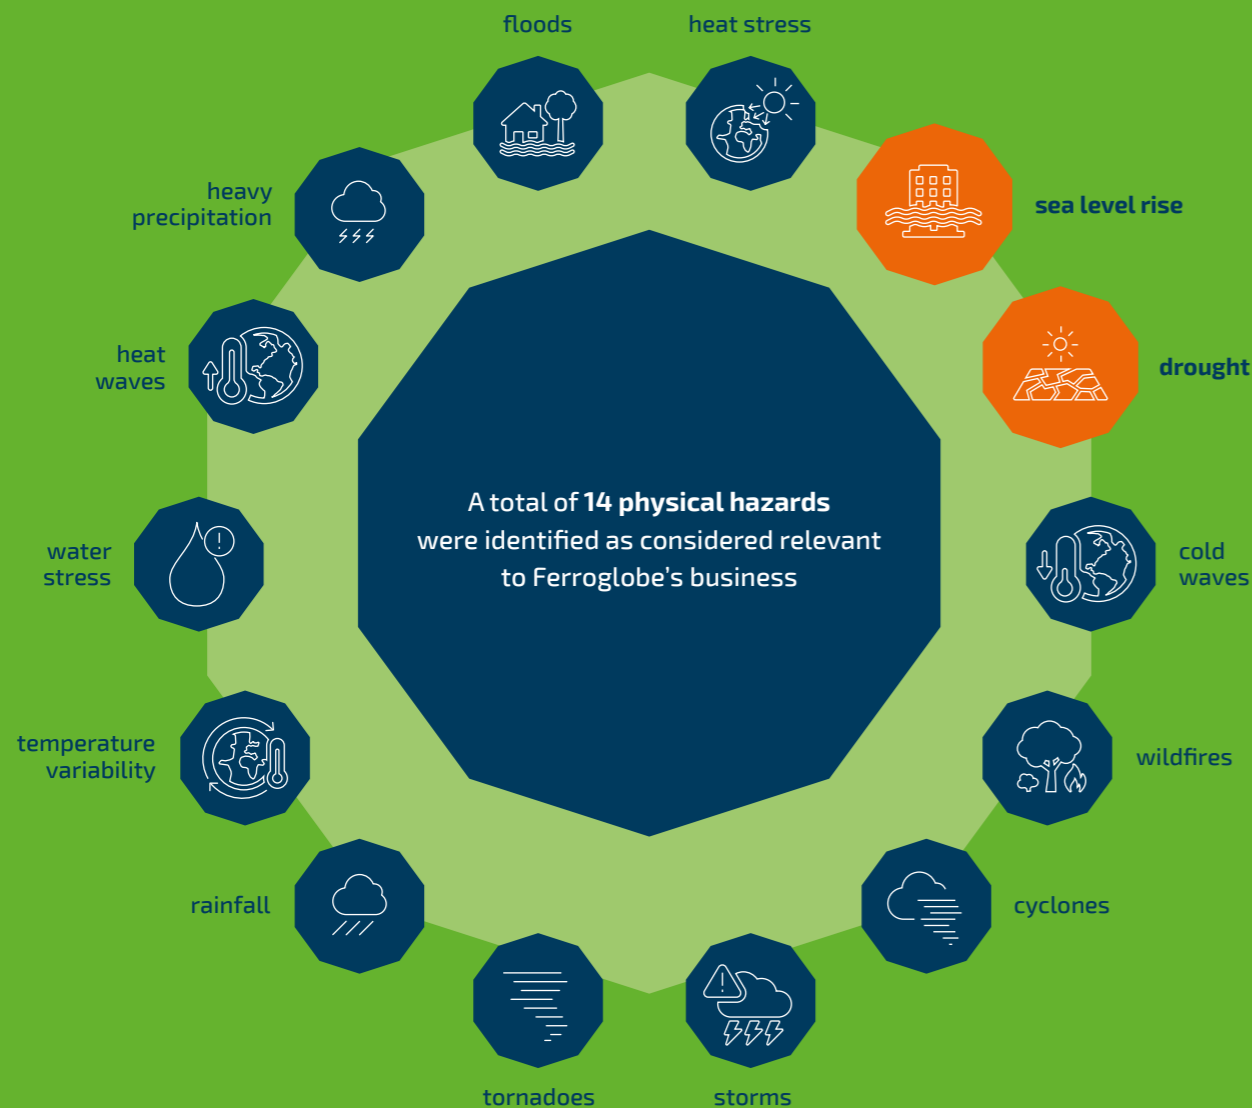 floods
heat stress
heavy
precipitation
sea level rise
heat
waves
drought
A total of 14 physical hazards
were identified as considered relevant
to Ferroglobe's business
water
stress
cold
waves
temperature
variability
wildfires
rainfall
cyclones
tornadoes
storms